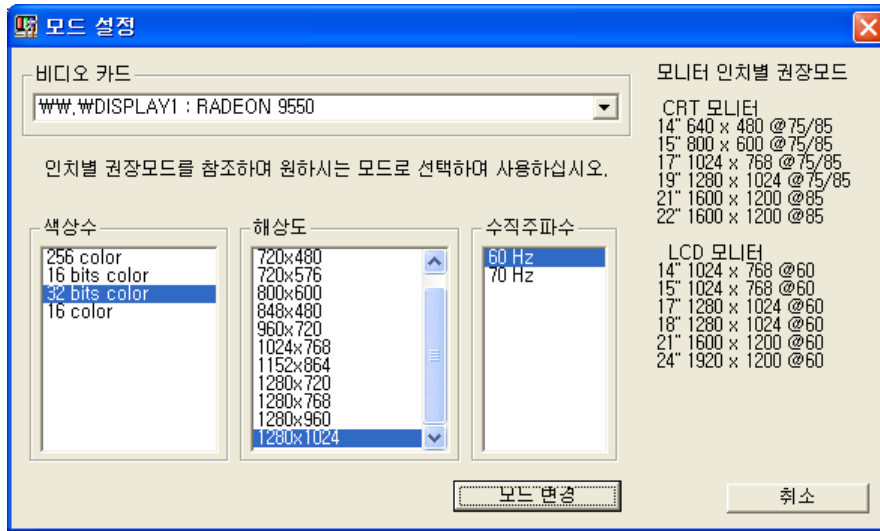 모드 설정
비디오 카드
₩₩.₩DISPLAY1 : RADEON 9550
인치별 권장모드를 참조하여 원하시는 모드로 선택하여 사용하십시오.
색상수
256 color
16 bits color
32 bits color
16 color
해상도
720x480
720x576
800x600
848x480
960x720
1024x768
1152x864
1280x720
1280x768
1280x960
1280x1024
수직주파수
60 Hz
70 Hz
모니터 인치별 권장모드
CRT 모니터
14" 640 x 480 @75/85
15" 800 x 600 @75/85
17" 1024 x 768 @75/85
19" 1280 x 1024 @75/85
21" 1600 x 1200 @85
22" 1600 x 1200 @85
LCD 모니터
14" 1024 x 768 @60
15" 1024 x 768 @60
17" 1280 x 1024 @60
18" 1280 x 1024 @60
21" 1600 x 1200 @60
24" 1920 x 1200 @60
모드 변경
취소